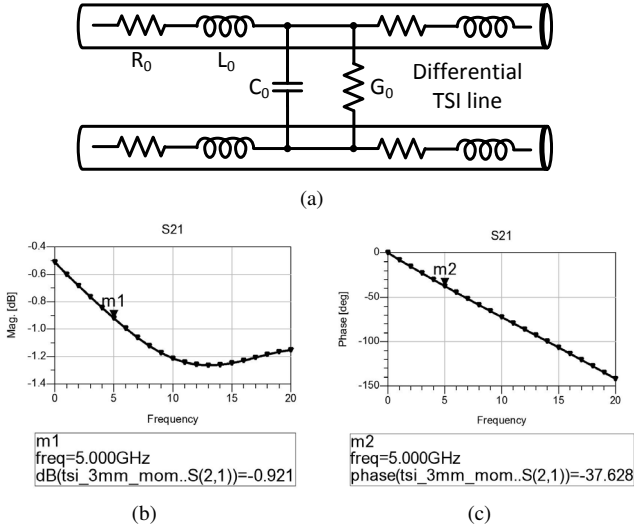 R₀
L₀
C₀
G₀
Differential
TSI line
(a)
S21
Mag. [dB]
-0.4
-0.6
-0.8
-1.0
-1.2
-1.4
m1
0
5
10
15
20
Frequency
m1
freq=5.000GHz
dB(tsi_3mm_mom..S(2,1))=-0.921
(b)
S21
Phase [deg]
0
-50
-100
-150
m2
0
5
10
15
20
Frequency
m2
freq=5.000GHz
phase(tsi_3mm_mom..S(2,1))=-37.628
(c)